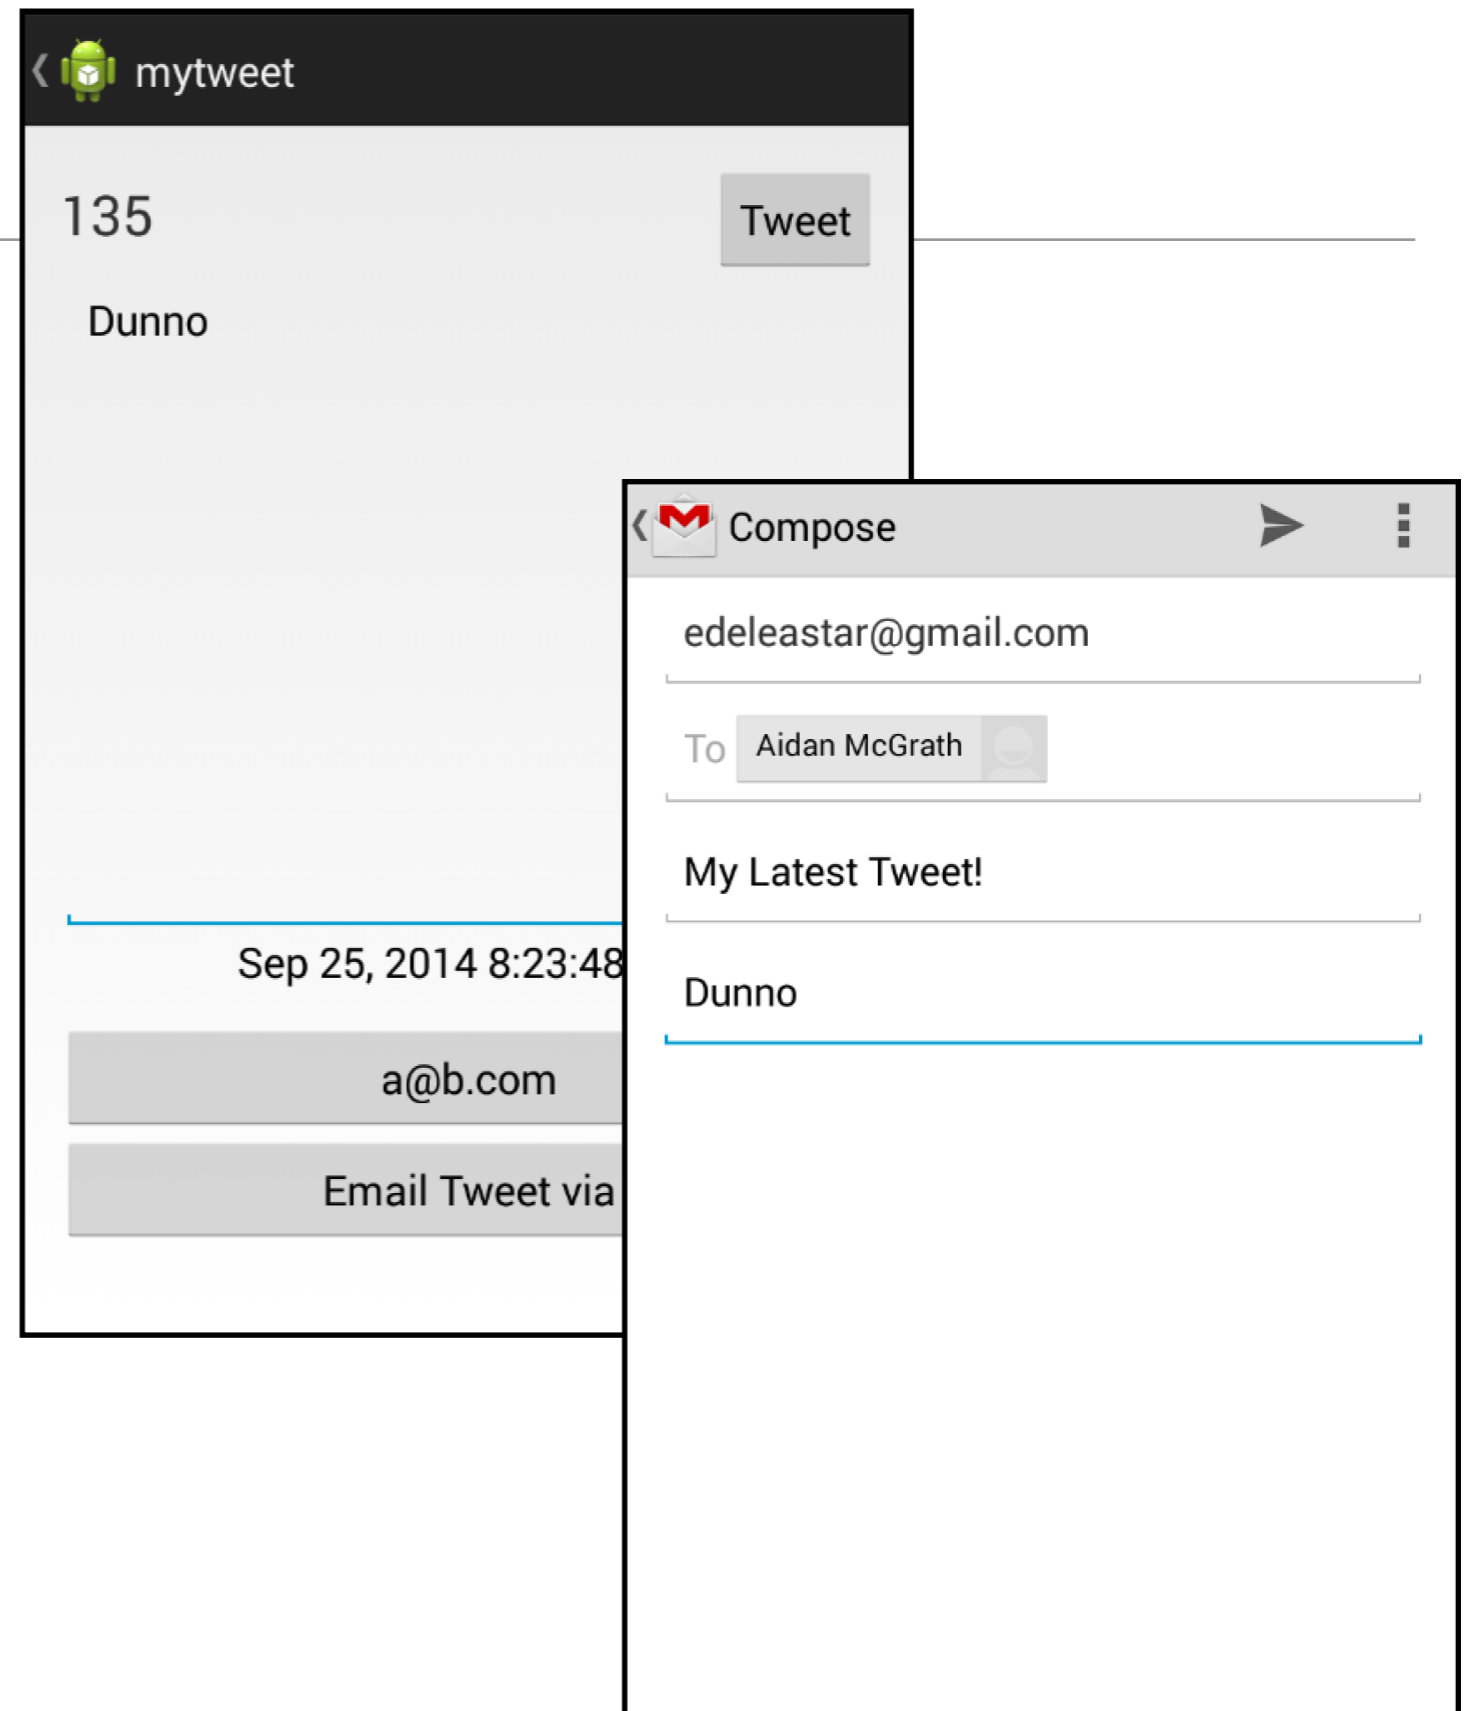 mytweet
135
Tweet
Dunno
Sep 25, 2014 8:23:48
a@b.com
Email Tweet via
Compose
edeleastar@gmail.com
To Aidan McGrath
My Latest Tweet!
Dunno